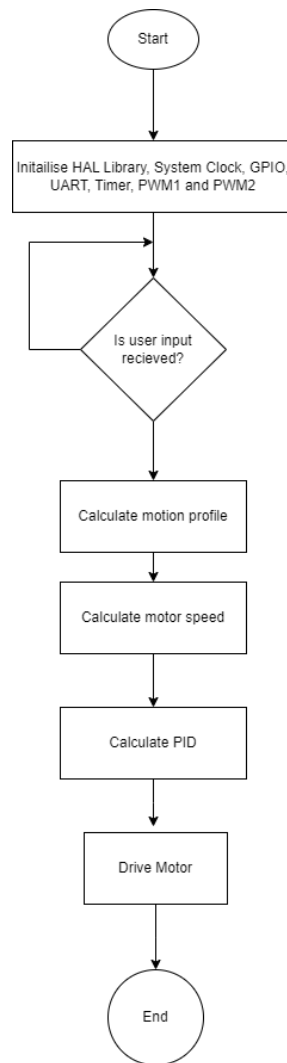 Start
Initailise HAL Library, System Clock, GPIO,
UART, Timer, PWM1 and PWM2
Is user input
recieved?
Calculate motion profile
Calculate motor speed
Calculate PID
Drive Motor
End